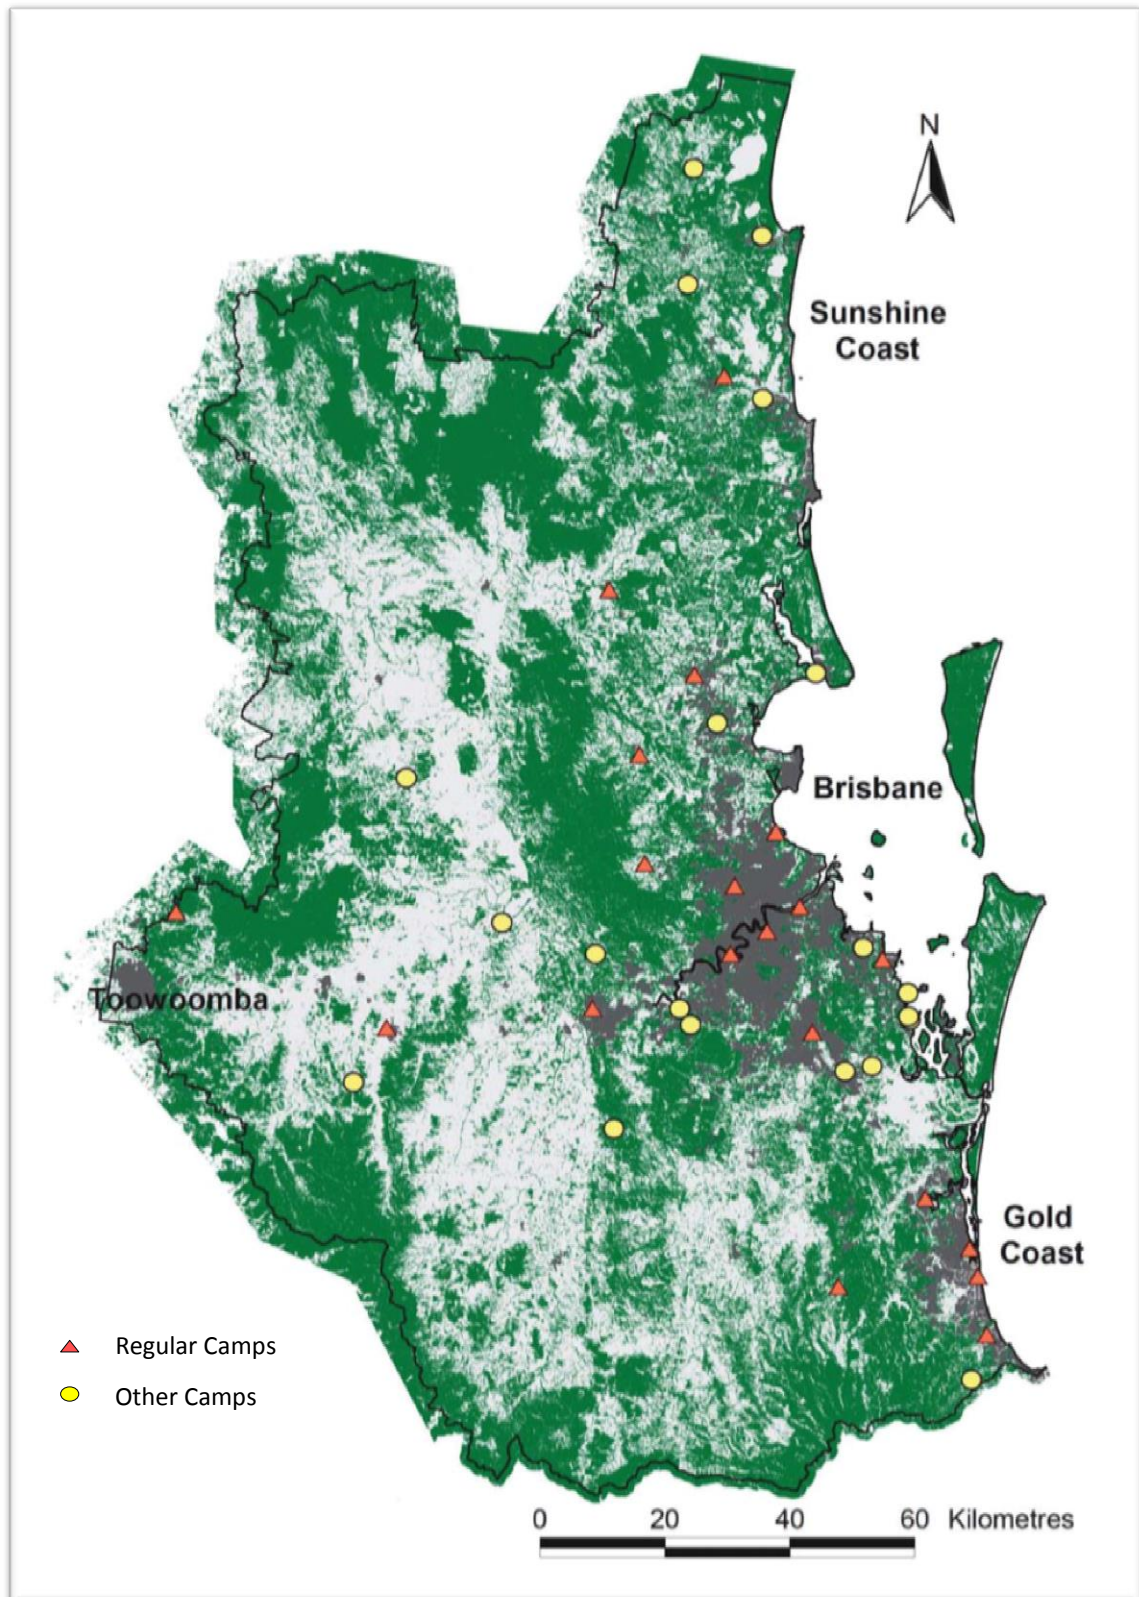 N
Sunshine
Coast
Brisbane
Toowoomba
Gold
Coast
Regular Camps
Other Camps
0 20 40 60 Kilometres